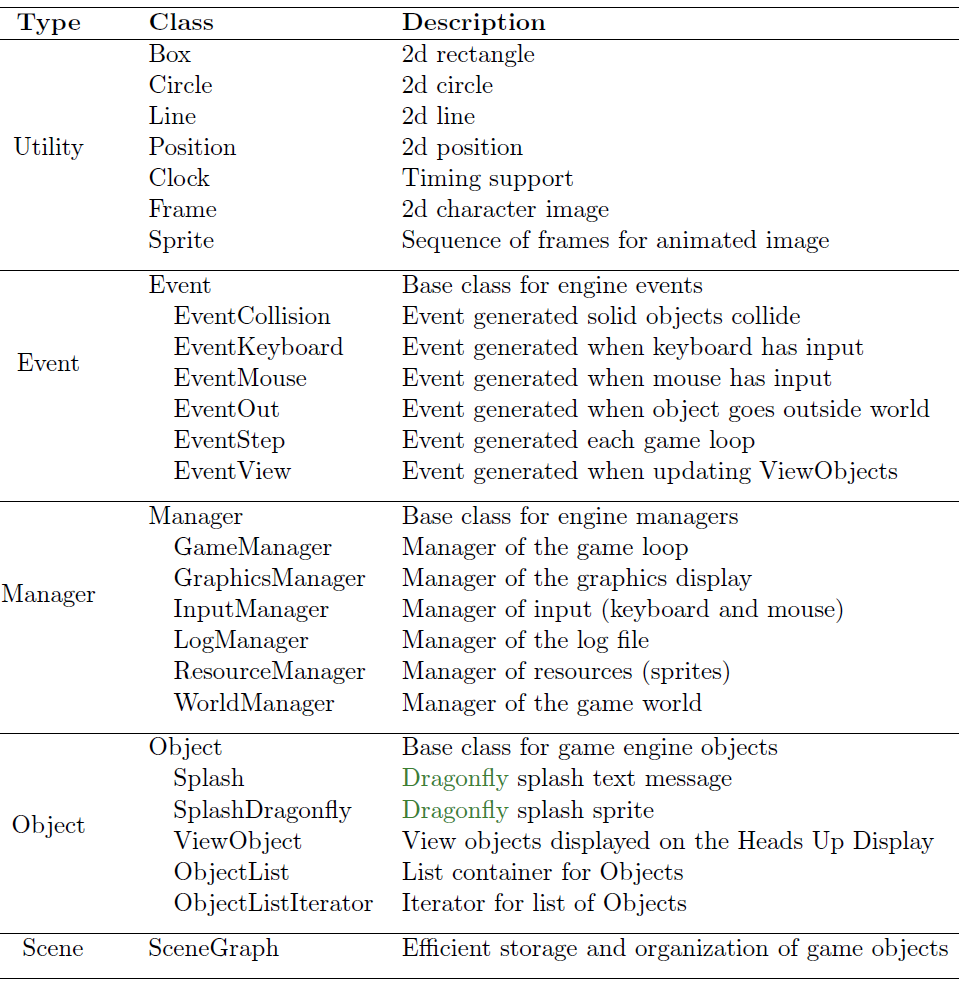 Type Class Description
Box 2d rectangle
Circle 2d circle
Line 2d line
Utility Position 2d position
Clock Timing support
Frame 2d character image
Sprite Sequence of frames for animated image
Event Base class for engine events
EventCollision Event generated solid objects collide
EventKeyboard Event generated when keyboard has input
Event
EventMouse Event generated when mouse has input
EventOut Event generated when object goes outside world
EventStep Event generated each game loop
EventView Event generated when updating ViewObjects
Manager Base class for engine managers
GameManager Manager of the game loop
GraphicsManager Manager of the graphics display
Manager
InputManager Manager of input (keyboard and mouse)
LogManager Manager of the log file
ResourceManager Manager of resources (sprites)
WorldManager Manager of the game world
Object Base class for game engine objects
Splash Dragonfly splash text message
SplashDragonfly Dragonfly splash sprite
Object
ViewObject View objects displayed on the Heads Up Display
ObjectList List container for Objects
ObjectListIterator Iterator for list of Objects
Scene SceneGraph Efficient storage and organization of game objects